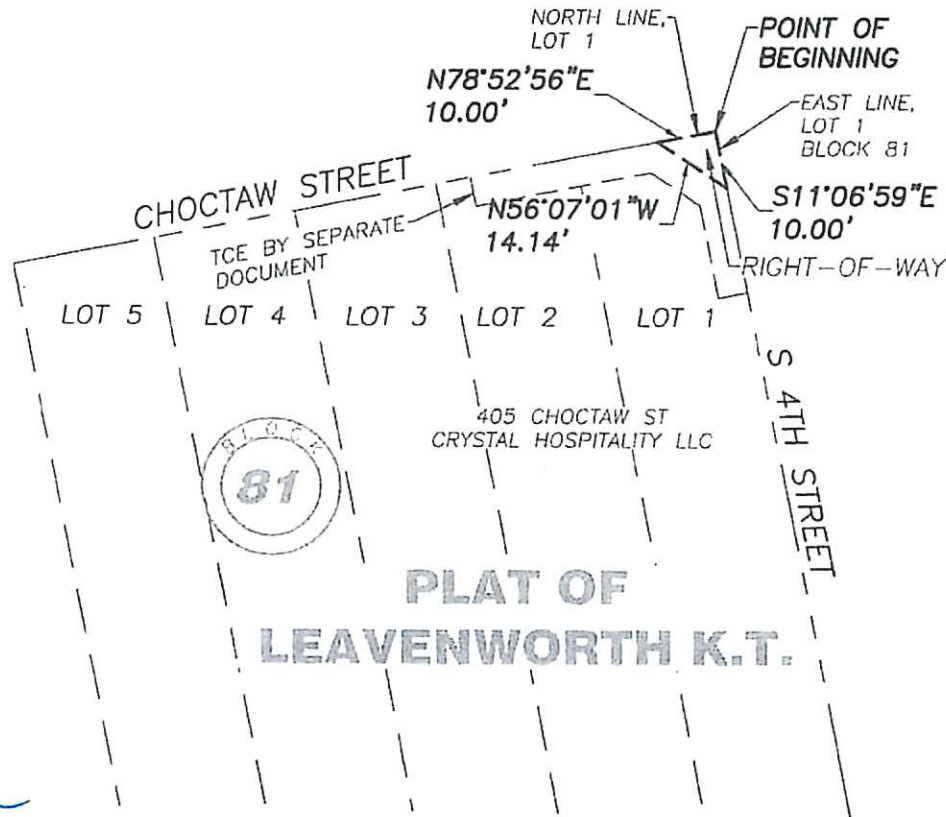 NORTH LINE,
LOT 1
POINT OF
BEGINNING
N78°52'56"E
10.00'
EAST LINE,
LOT 1
BLOCK 81
CHOCTAW STREET
S11°06'59"E
10.00'
N56°07'01"W
14.14'
TCE BY SEPARATE
DOCUMENT
RIGHT-OF-WAY
LOT 5
LOT 4
LOT 3
LOT 2
LOT 1
S 4TH STREET
405 CHOCTAW ST
CRYSTAL HOSPITALITY LLC
BLOCK
81
PLAT OF
LEAVENWORTH K.T.